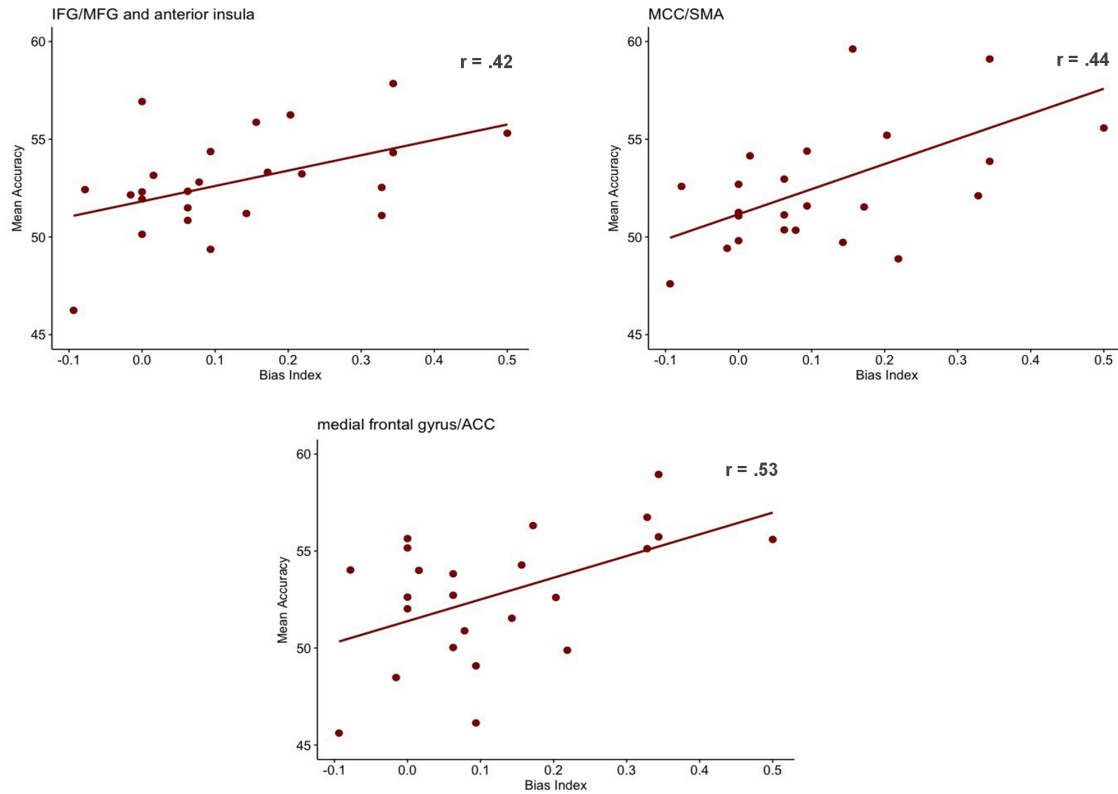 IFG/MFG and anterior insula
r = .42
Mean Accuracy
60
55
50
45
-0.1 0.0 0.1 0.2 0.3 0.4 0.5
Bias Index
MCC/SMA
r = .44
Mean Accuracy
60
55
50
45
-0.1 0.0 0.1 0.2 0.3 0.4 0.5
Bias Index
medial frontal gyrus/ACC
r = .53
Mean Accuracy
60
55
50
45
-0.1 0.0 0.1 0.2 0.3 0.4 0.5
Bias Index